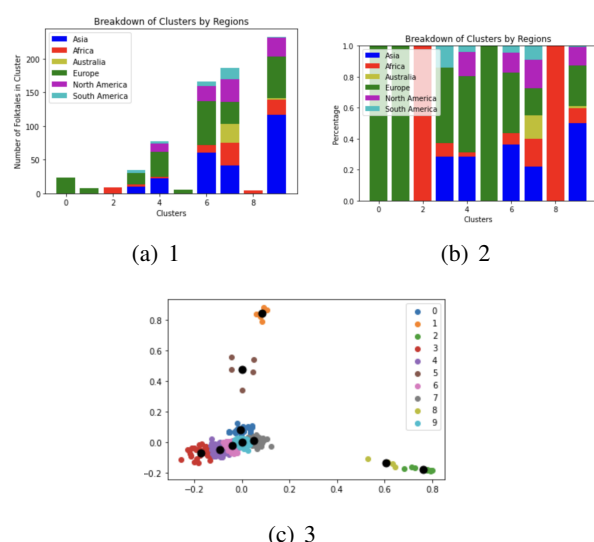 Breakdown of Clusters by Regions
Number of Folktales in Cluster
200
150
100
50
0
Asia
Africa
Australia
Europe
North America
South America
0 2 4 6 8
Clusters
(a) 1
Breakdown of Clusters by Regions
Percentage
1.0
0.8
0.6
0.4
0.2
0.0
Asia
Africa
Australia
Europe
North America
South America
0 2 4 6 8
Clusters
(b) 2
0.8
0.6
0.4
0.2
0.0
−0.2
0
1
2
3
4
5
6
7
8
9
−0.2 0.0 0.2 0.4 0.6 0.8
(c) 3